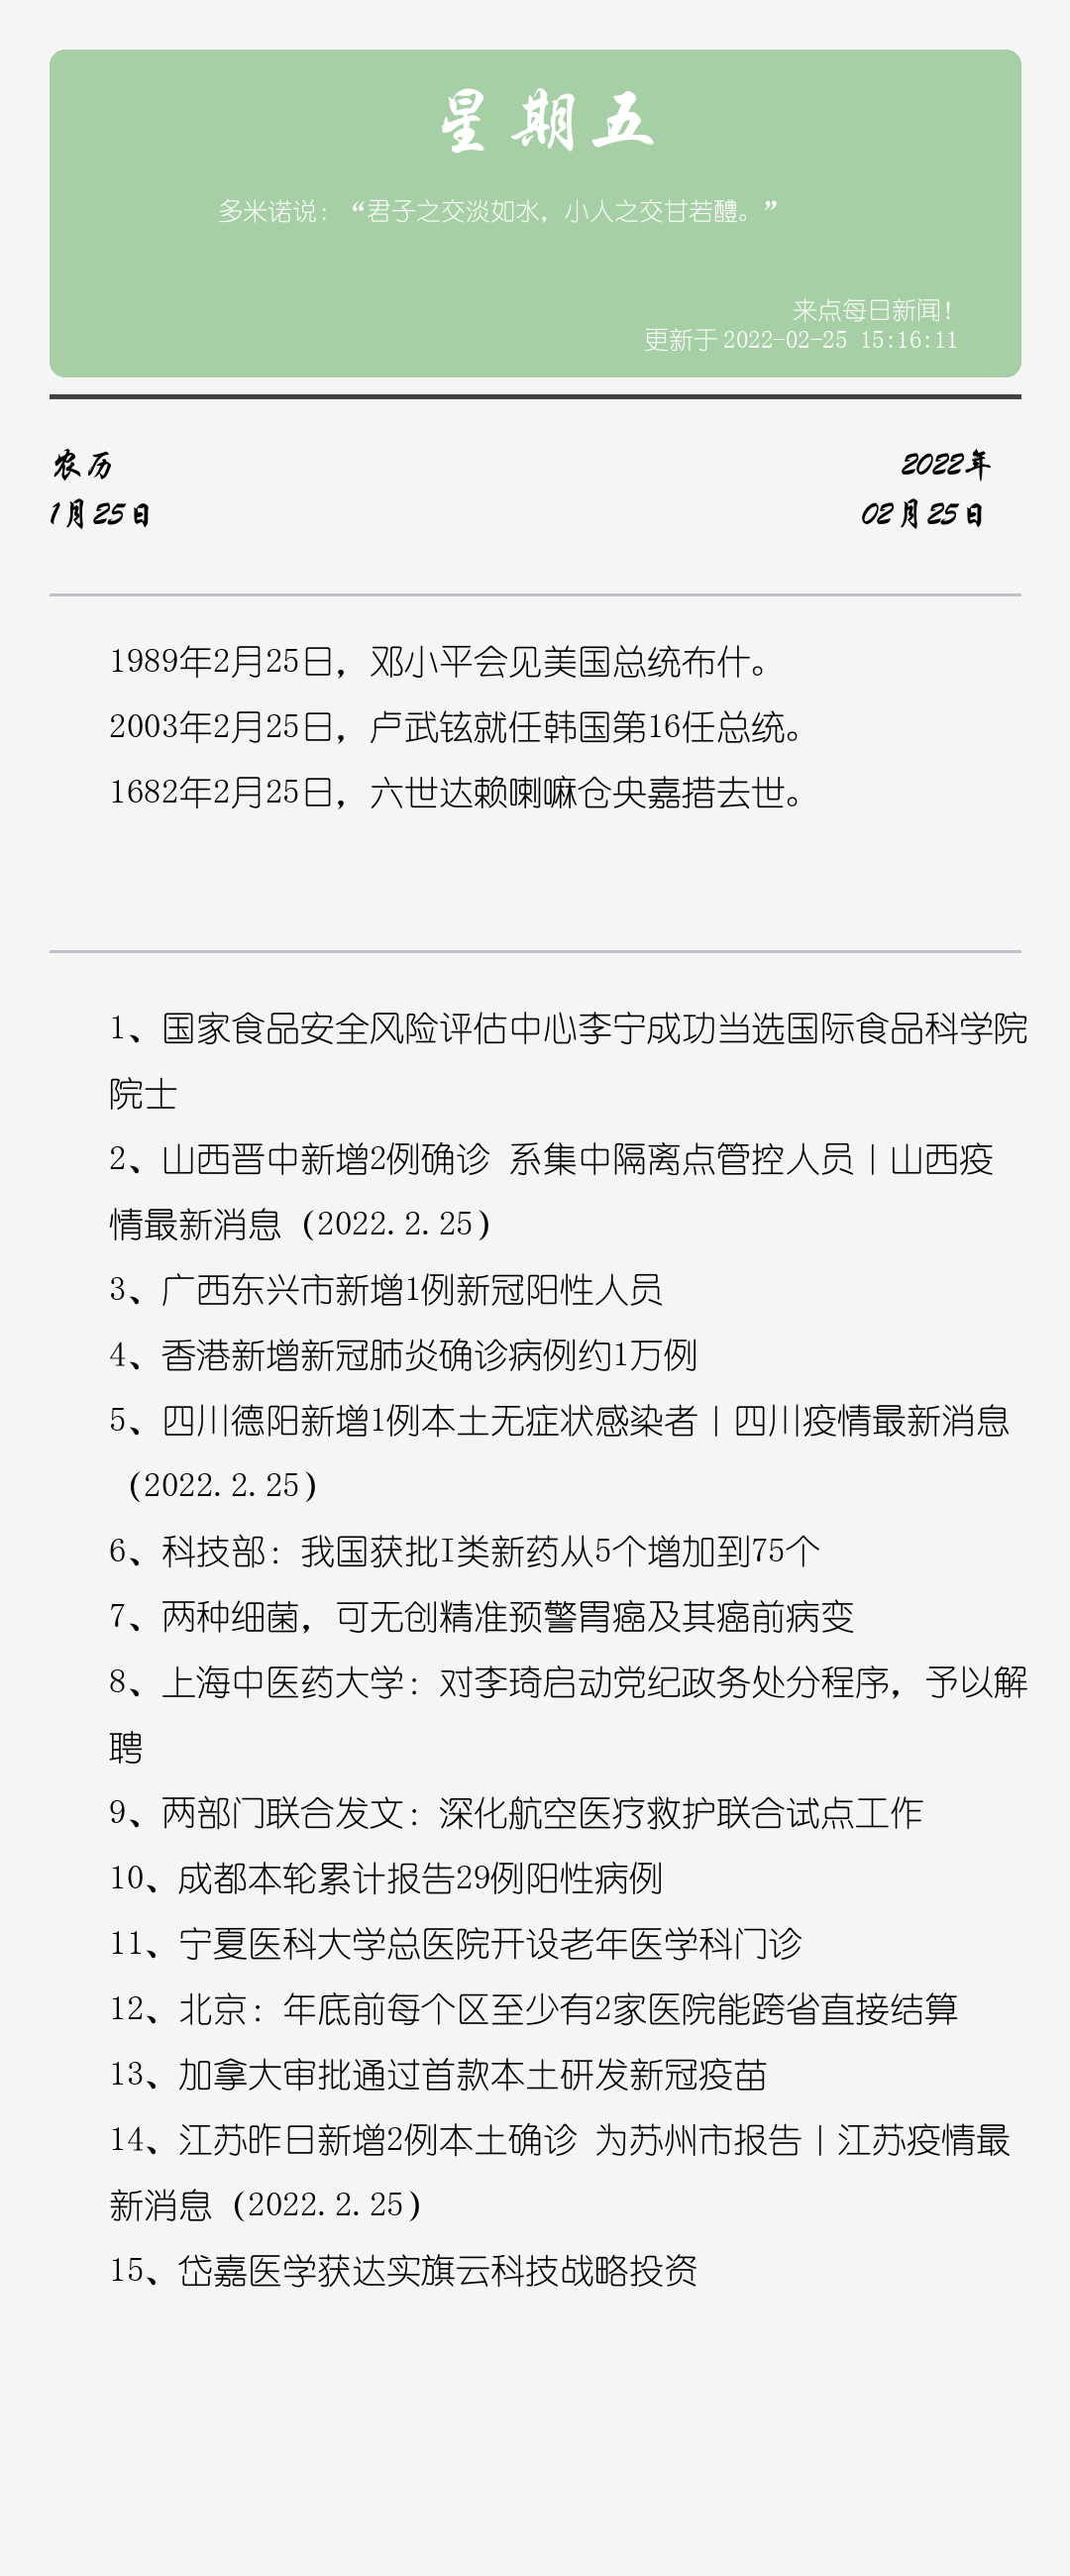 星期五
多米诺说：“君子之交淡如水，小人之交甘若醴。”
来点每日新闻！
更新于 2022-02-25 15:16:11
农历
2022年
1月25日
02月25日
1989年2月25日，邓小平会见美国总统布什。
2003年2月25日，卢武铉就任韩国第16任总统。
1682年2月25日，六世达赖喇嘛仓央嘉措去世。
1、国家食品安全风险评估中心李宁成功当选国际食品科学院
院士
2、山西晋中新增2例确诊 系集中隔离点管控人员丨山西疫
情最新消息（2022.2.25）
3、广西东兴市新增1例新冠阳性人员
4、香港新增新冠肺炎确诊病例约1万例
5、四川德阳新增1例本土无症状感染者丨四川疫情最新消息
（2022.2.25）
6、科技部：我国获批I类新药从5个增加到75个
7、两种细菌，可无创精准预警胃癌及其癌前病变
8、上海中医药大学：对李琦启动党纪政务处分程序，予以解
聘
9、两部门联合发文：深化航空医疗救护联合试点工作
10、成都本轮累计报告29例阳性病例
11、宁夏医科大学总医院开设老年医学科门诊
12、北京：年底前每个区至少有2家医院能跨省直接结算
13、加拿大审批通过首款本土研发新冠疫苗
14、江苏昨日新增2例本土确诊 为苏州市报告丨江苏疫情最
新消息（2022.2.25）
15、岱嘉医学获达实旗云科技战略投资